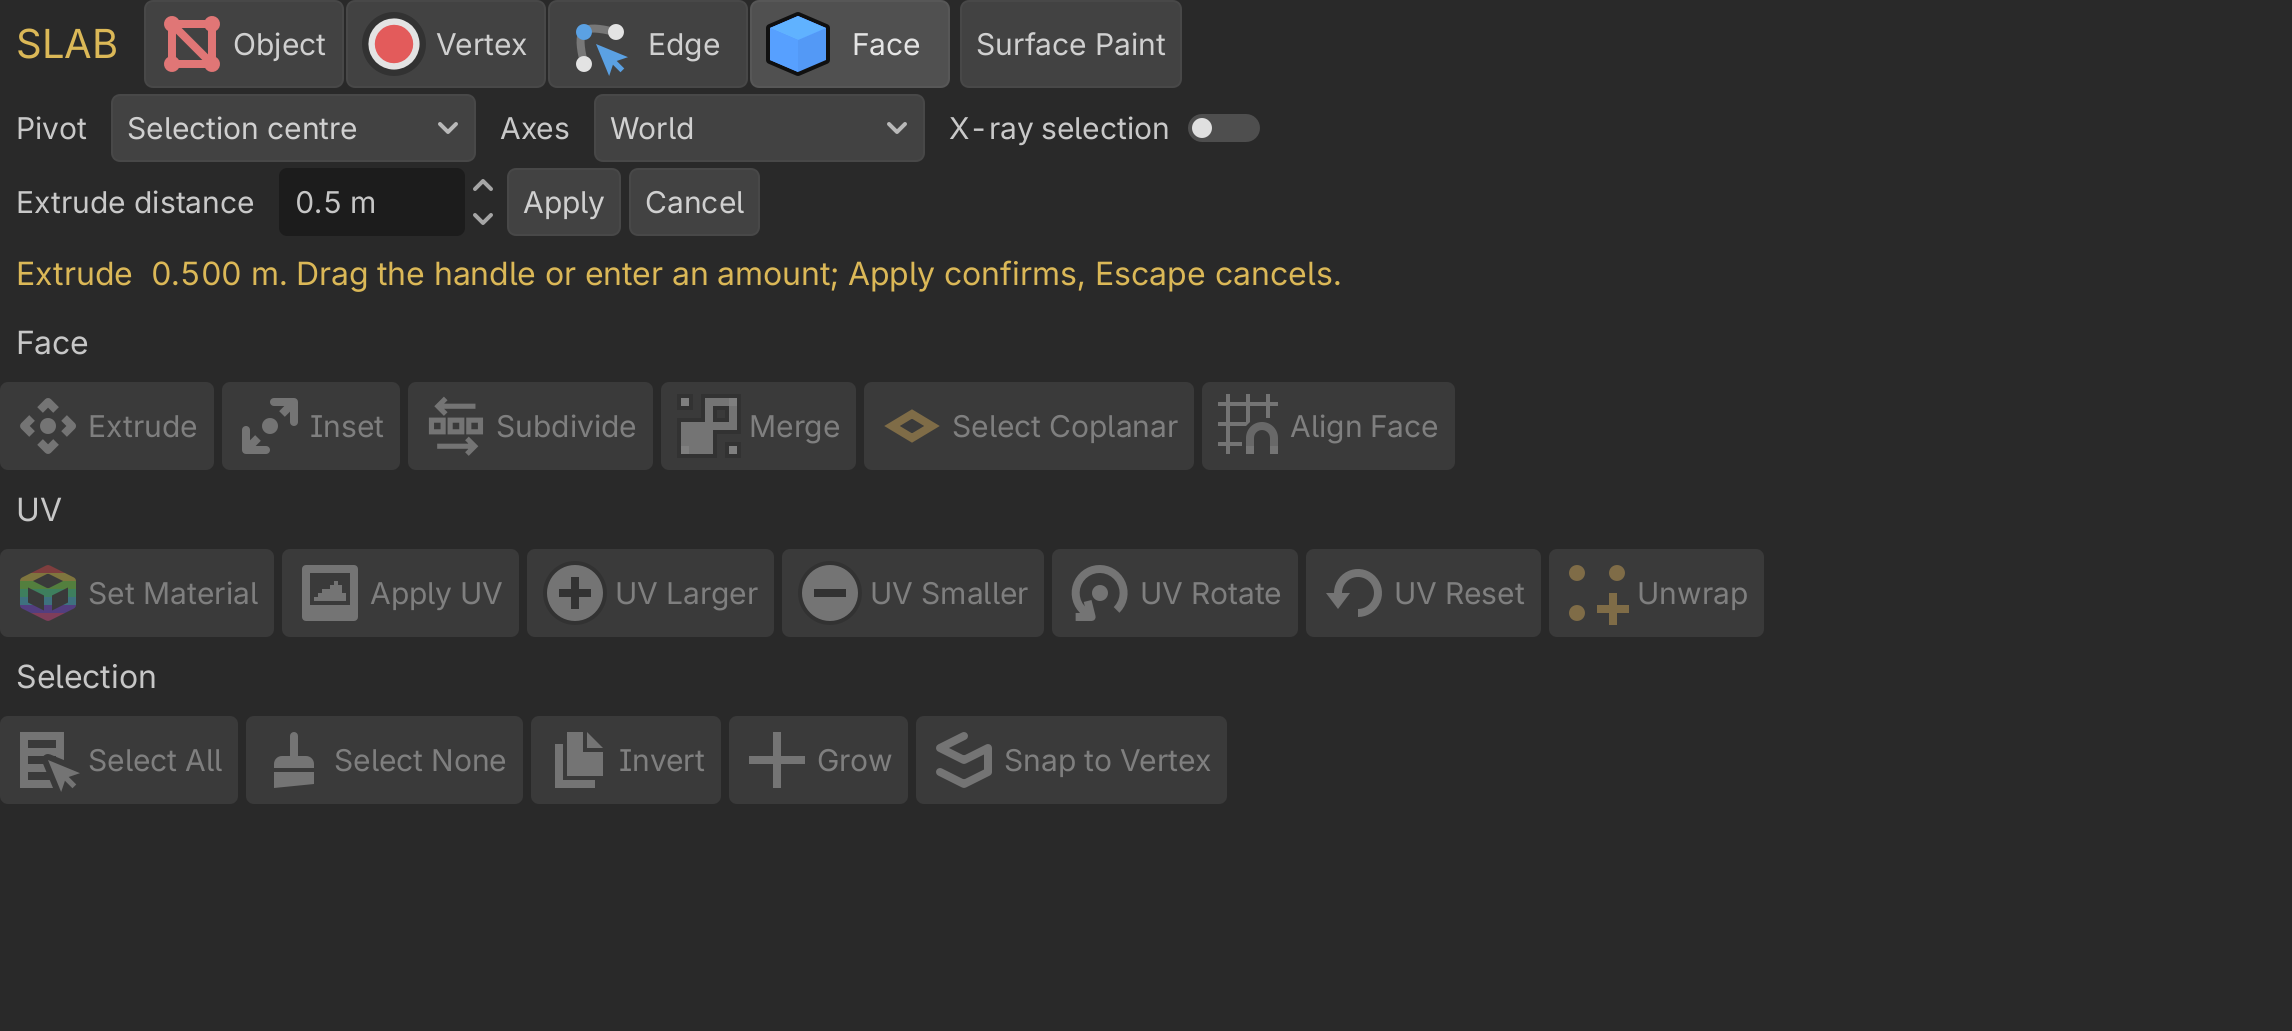 SLAB Object Vertex Edge Face Surface Paint
Pivot Selection centre Axes World X-ray selection
Extrude distance 0.5 m Apply Cancel
Extrude 0.500 m. Drag the handle or enter an amount; Apply confirms, Escape cancels.
Face
Extrude Inset Subdivide Merge Select Coplanar Align Face
UV
Set Material Apply UV UV Larger UV Smaller UV Rotate UV Reset Unwrap
Selection
Select All Select None Invert Grow Snap to Vertex